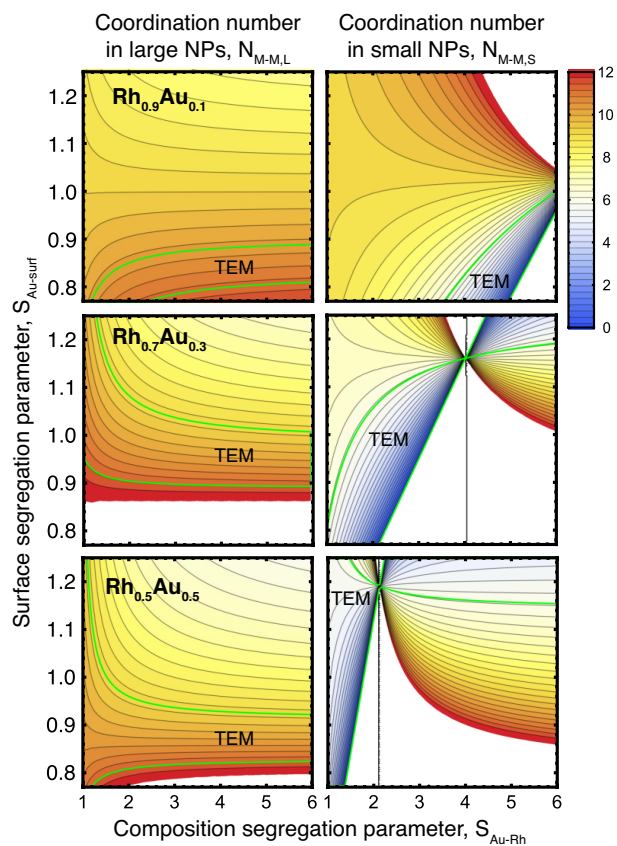 Coordination number
in large NPs, N_M-M,L
Coordination number
in small NPs, N_M-M,S
Rh0.9Au0.1
TEM
TEM
1.2
1.1
1.0
0.9
0.8
12
10
8
6
4
2
0
Rh0.7Au0.3
TEM
TEM
1.2
1.1
1.0
0.9
0.8
Rh0.5Au0.5
TEM
TEM
1.2
1.1
1.0
0.9
0.8
1 2 3 4 5 6
1 2 3 4 5 6
Surface segregation parameter, S_Au-surf
Composition segregation parameter, S_Au-Rh